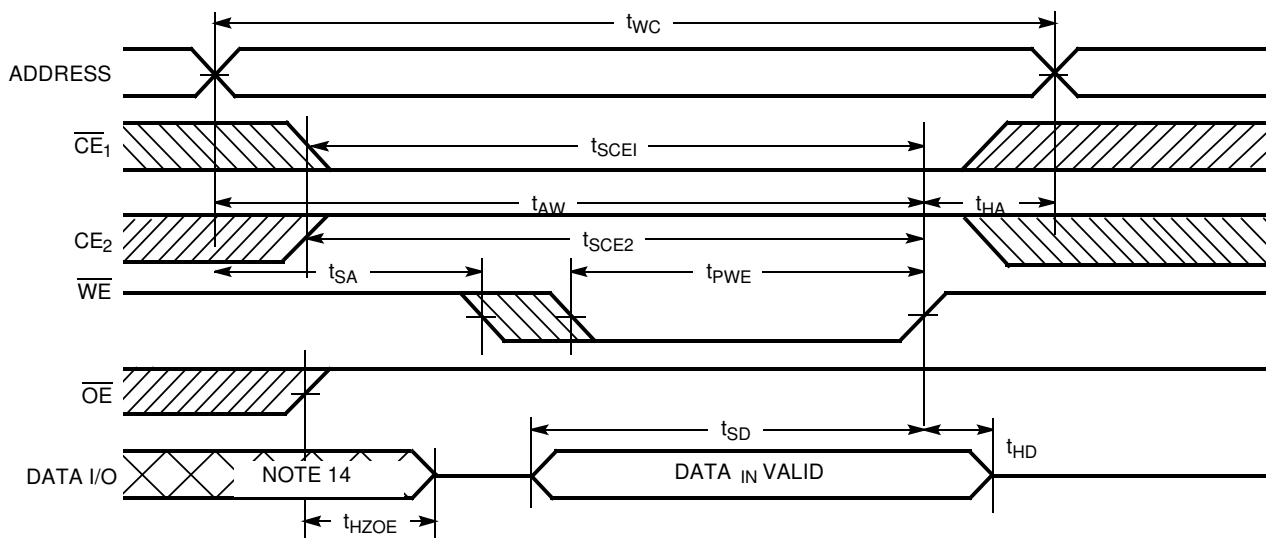 tWC
ADDRESS
CE1
tSCEI
tAW
tHA
CE2
tSCE2
tSA
tPWE
WE
OE
tSD
tHD
DATA I/O
NOTE 14
DATA IN VALID
tHZOE